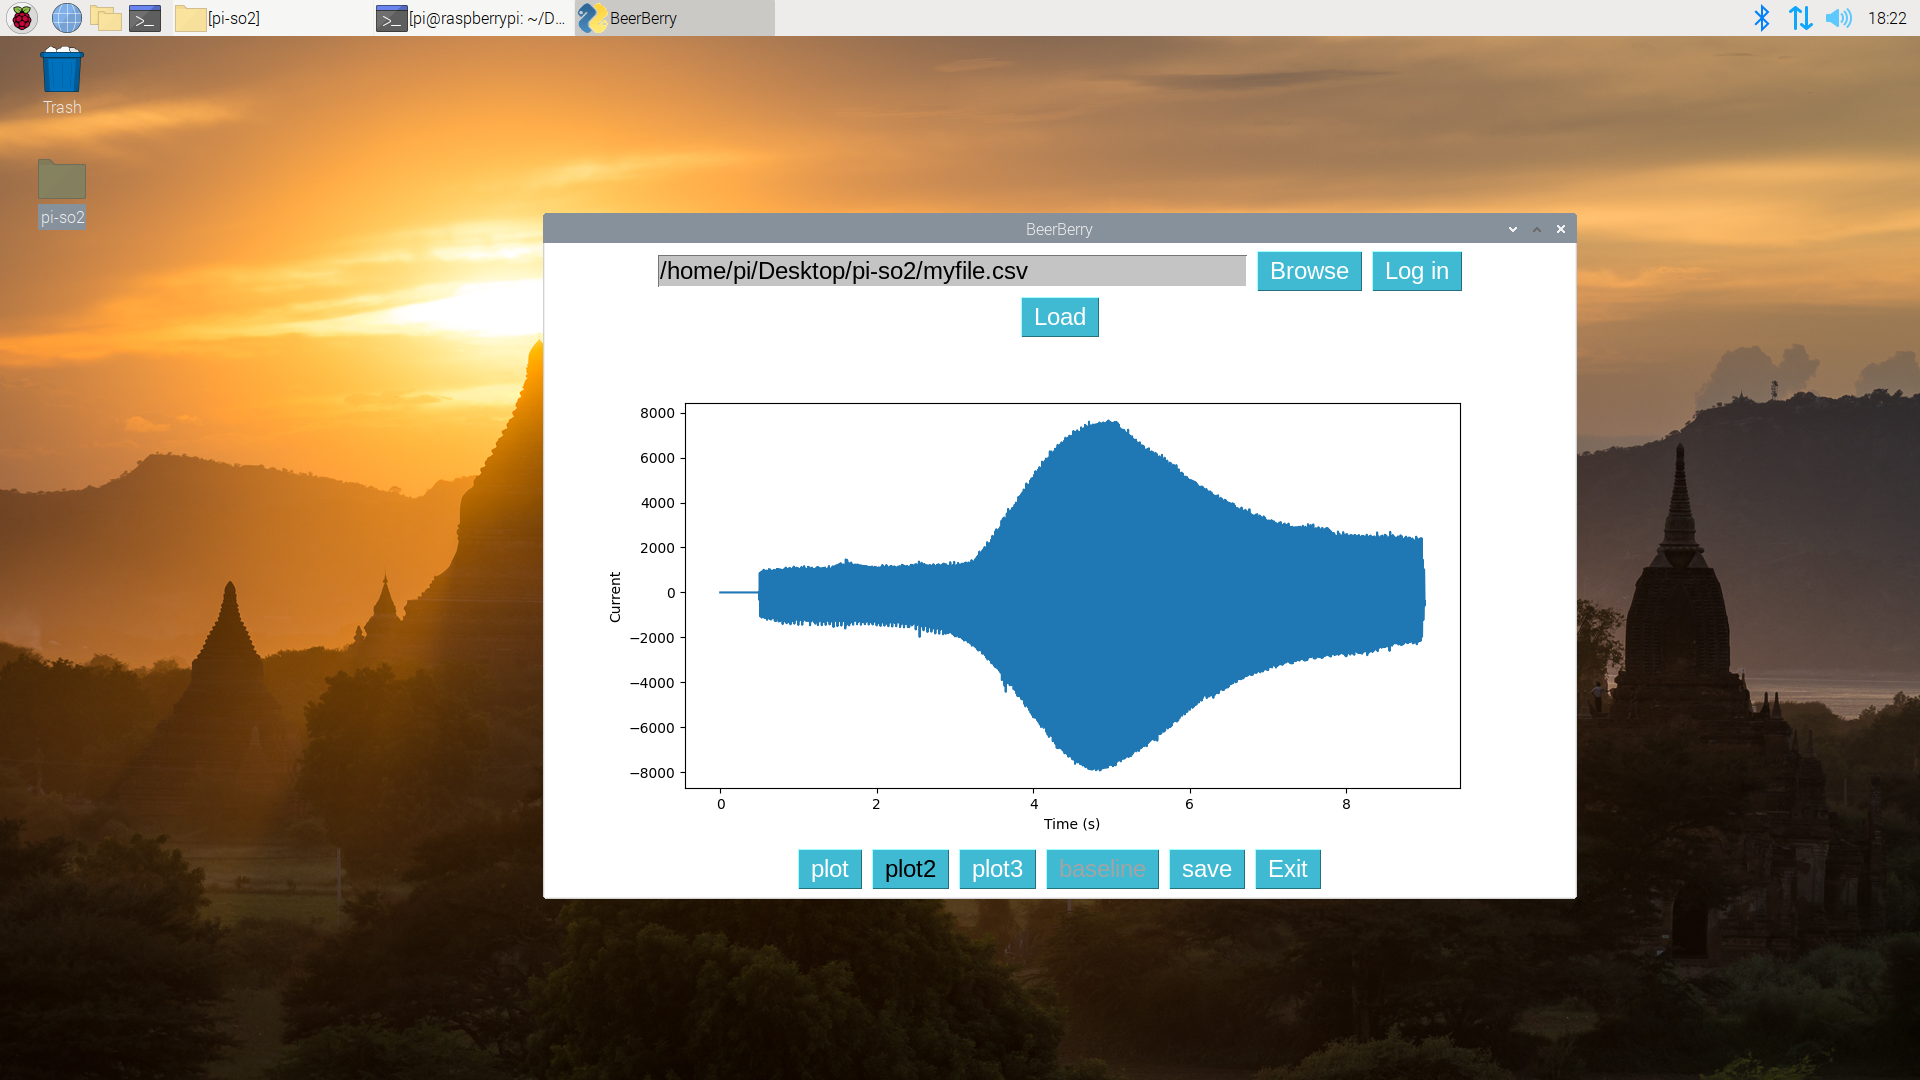 [pi-so2] [pi@raspberrypi: ~/D... BeerBerry 18:22
Trash
pi-so2
BeerBerry
/home/pi/Desktop/pi-so2/myfile.csv Browse Log in
Load
8000
6000
4000
2000
0
−2000
−4000
−6000
−8000
Current
0 2 4 6 8
Time (s)
plot plot2 plot3 baseline save Exit